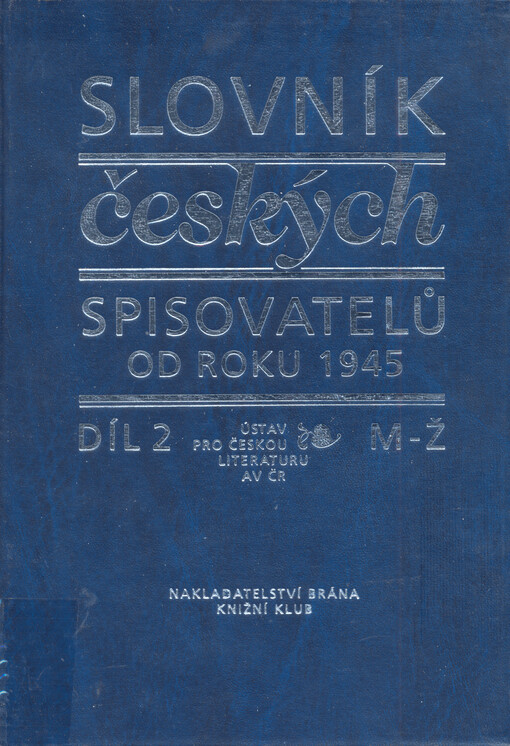 SLOVNÍK
českých
SPISOVATELŮ
OD ROKU 1945
DÍL 2
ÚSTAV
PRO ČESKOU
LITERATURU
AV ČR
M-Ž
NAKLADATELSTVÍ BRÁNA
KNIŽNÍ KLUB